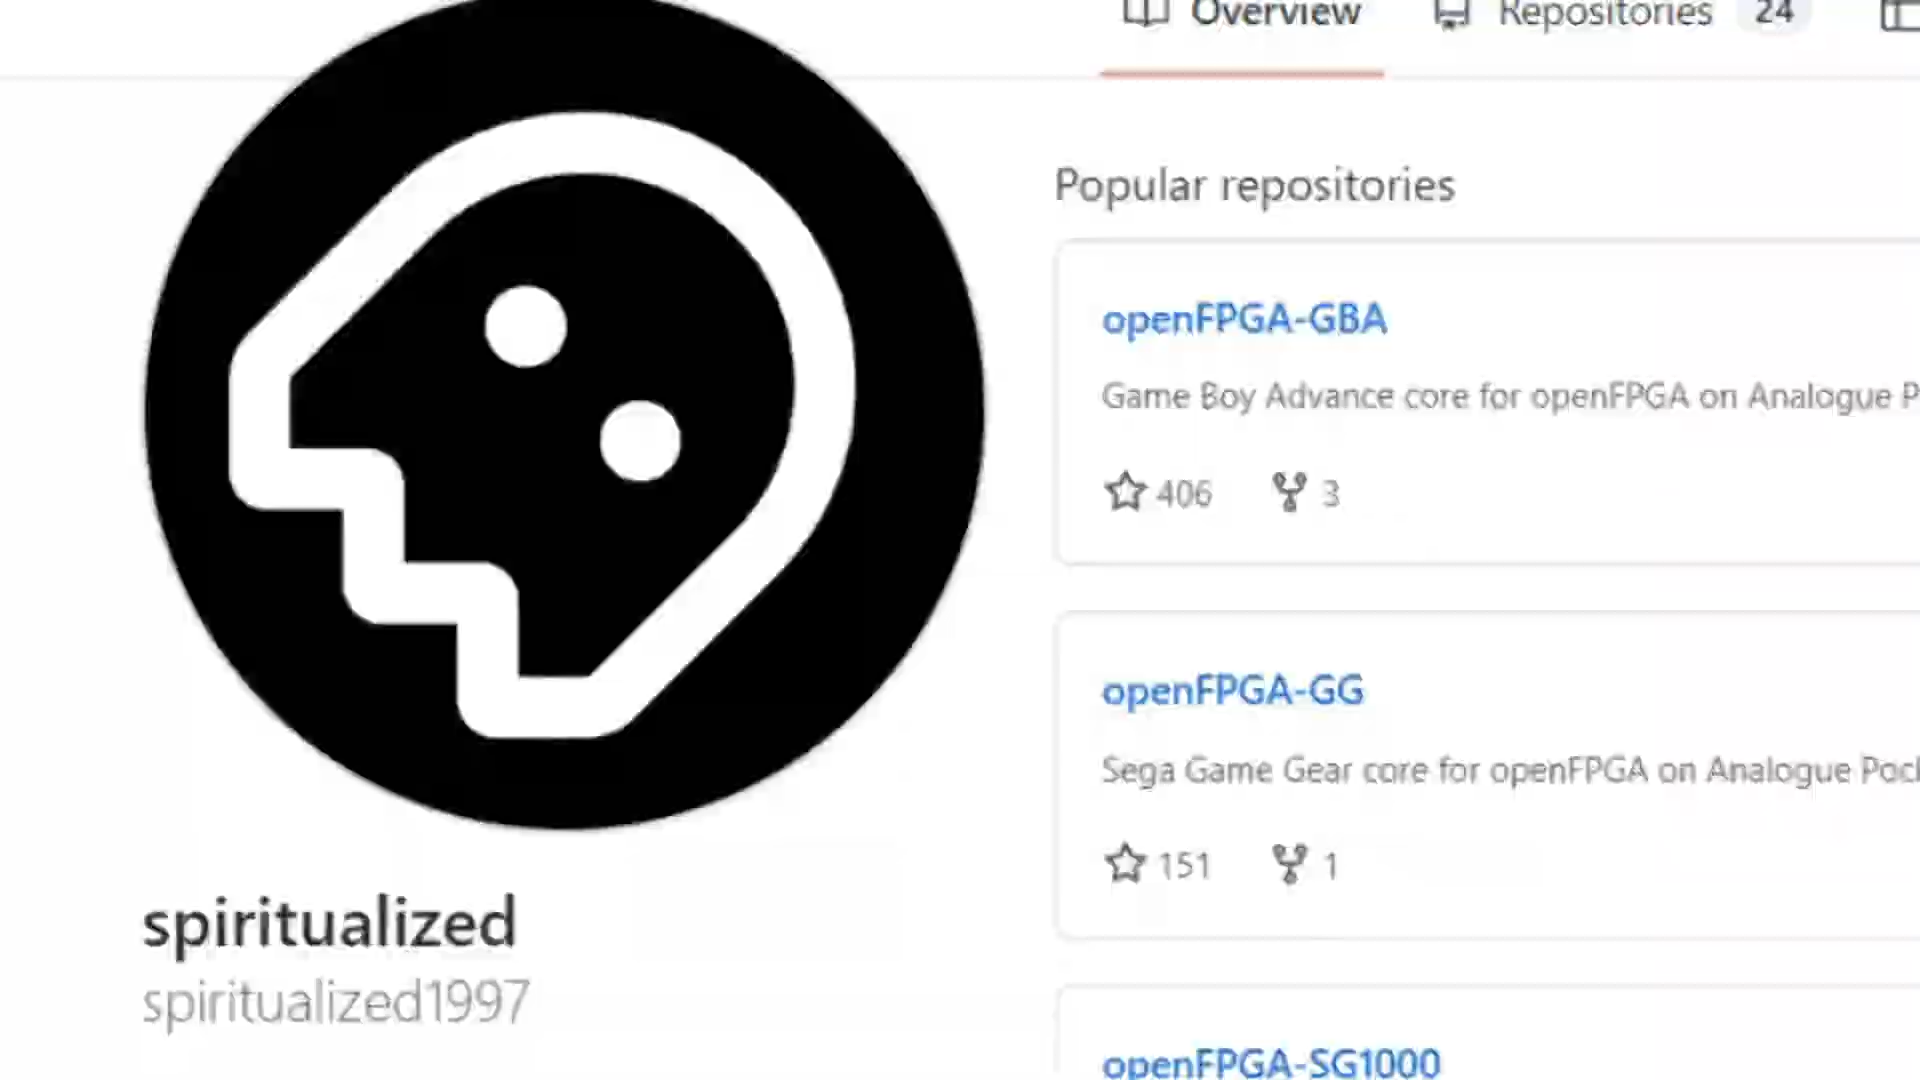 Overview Repositories 24
Popular repositories
openFPGA-GBA
Game Boy Advance core for openFPGA on Analogue P
406 3
openFPGA-GG
Sega Game Gear core for openFPGA on Analogue Pock
151 1
openFPGA-SG1000
spiritualized
spiritualized1997